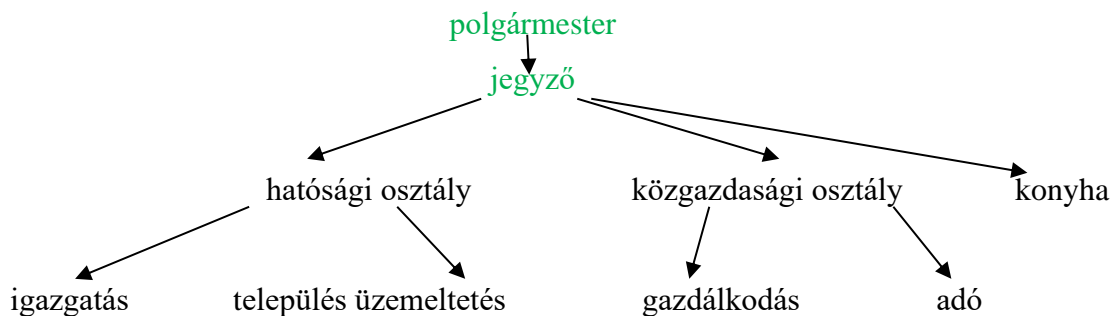 polgármester
jegyző
hatósági osztály közgazdasági osztály konyha
igazgatás település üzemeltetés gazdálkodás adó